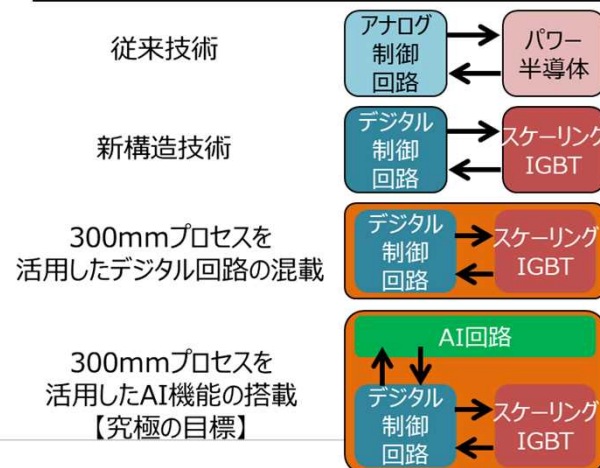 従来技術
アナログ
制御
回路
パワー
半導体
新構造技術
デジタル
制御
回路
スケーリング
IGBT
300mmプロセスを
活用したデジタル回路の混載
デジタル
制御
回路
スケーリング
IGBT
300mmプロセスを
活用したAI機能の搭載
【究極の目標】
AI回路
デジタル
制御
回路
スケーリング
IGBT